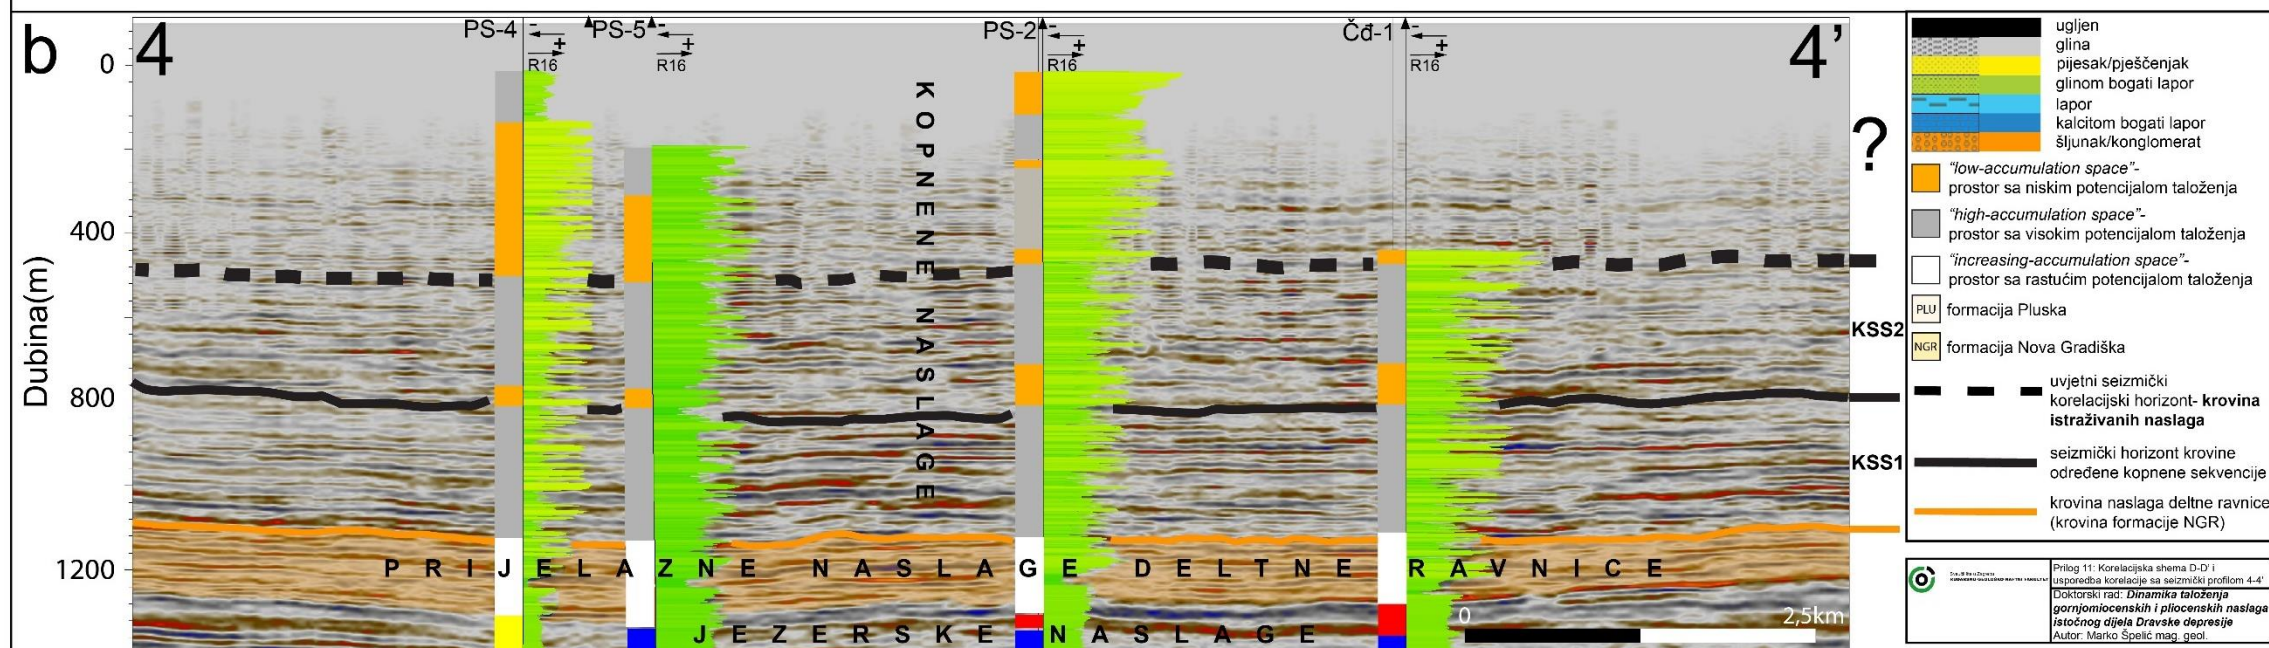 b
4
4’
PS-4
PS-5
PS-2
Čđ-1
-
+
R16
-
+
R16
-
+
R16
-
+
R16
Dubina(m)
0
400
800
1200
KOPNENE NASLAGE
PRIJELAZNE NASLAGE DELTNE RAVNICE
JEZERSKE NASLAGE
0 2,5km
?
KSS2
KSS1
ugljen
glina
pijesak/pješčenjak
glinom bogati lapor
lapor
kalcitom bogati lapor
šljunak/konglomerat
“low-accumulation space”-
prostor sa niskim potencijalom taloženja
“high-accumulation space”-
prostor sa visokim potencijalom taloženja
“increasing-accumulation space”-
prostor sa rastućim potencijalom taloženja
PLU formacija Pluska
NGR formacija Nova Gradiška
uvjetni seizmički
korelacijski horizont- krovina
istraživanih naslaga
seizmički horizont krovine
određene kopnene sekvencije
krovina naslaga deltne ravnice
(krovina formacije NGR)
Prilog 11: Korelacijska shema D-D' i
usporedba korelacije sa seizmički profilom 4-4'
Doktorski rad: Dinamika taloženja
gornjomiocenskih i pliocenskih naslaga
istočnog dijela Dravske depresije
Autor: Marko Špelić mag. geol.